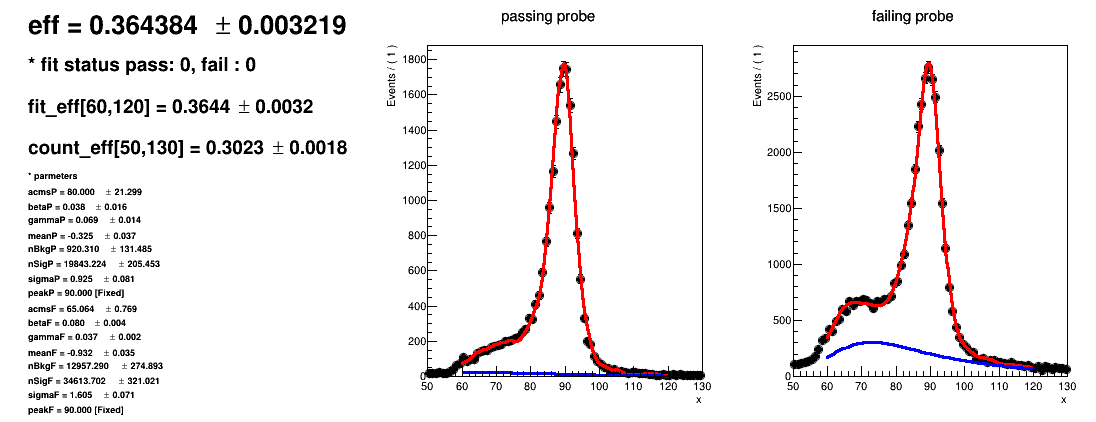 eff = 0.364384 ± 0.003219
* fit status pass: 0, fail : 0
fit_eff[60,120] = 0.3644 ± 0.0032
count_eff[50,130] = 0.3023 ± 0.0018
* parmeters
acmsP = 80.000 ± 21.299
betaP = 0.038 ± 0.016
gammaP = 0.069 ± 0.014
meanP = -0.325 ± 0.037
nBkgP = 920.310 ± 131.485
nSigP = 19843.224 ± 205.453
sigmaP = 0.925 ± 0.081
peakP = 90.000 [Fixed]
acmsF = 65.064 ± 0.769
betaF = 0.080 ± 0.004
gammaF = 0.037 ± 0.002
meanF = -0.932 ± 0.035
nBkgF = 12957.290 ± 274.893
nSigF = 34613.702 ± 321.021
sigmaF = 1.605 ± 0.071
peakF = 90.000 [Fixed]
passing probe
Events / ( 1 )
1800
1600
1400
1200
1000
800
600
400
200
0
50 60 70 80 90 100 110 120 130
x
failing probe
Events / ( 1 )
2500
2000
1500
1000
500
0
50 60 70 80 90 100 110 120 130
x